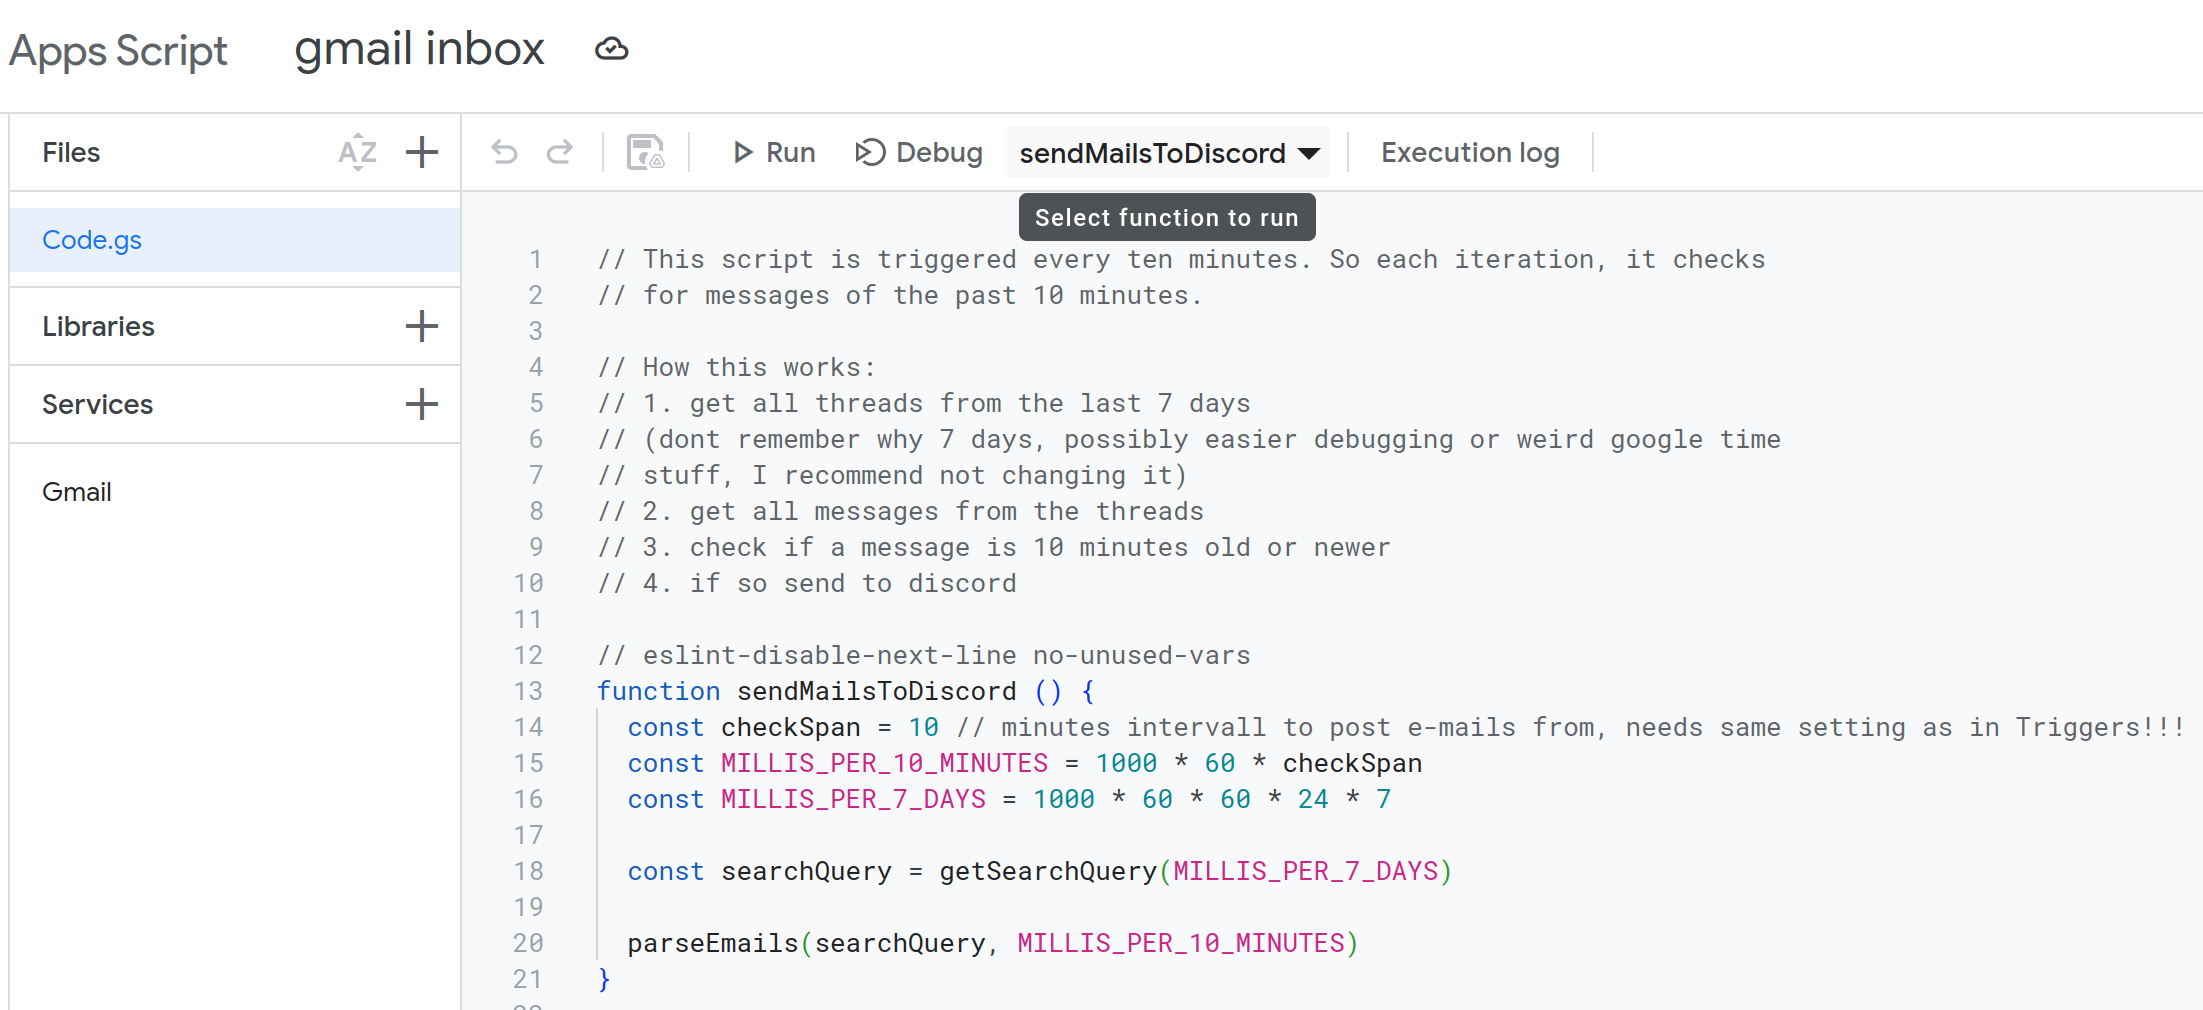 Apps Script gmail inbox
Files AZ
Run Debug sendMailsToDiscord Execution log
Select function to run
Code.gs
Libraries
Services
Gmail
1 // This script is triggered every ten minutes. So each iteration, it checks
2 // for messages of the past 10 minutes.
3
4 // How this works:
5 // 1. get all threads from the last 7 days
6 // (dont remember why 7 days, possibly easier debugging or weird google time
7 // stuff, I recommend not changing it)
8 // 2. get all messages from the threads
9 // 3. check if a message is 10 minutes old or newer
10 // 4. if so send to discord
11
12 // eslint-disable-next-line no-unused-vars
13 function sendMailsToDiscord () {
14 const checkSpan = 10 // minutes intervall to post e-mails from, needs same setting as in Triggers!!!
15 const MILLIS_PER_10_MINUTES = 1000 * 60 * checkSpan
16 const MILLIS_PER_7_DAYS = 1000 * 60 * 60 * 24 * 7
17
18 const searchQuery = getSearchQuery(MILLIS_PER_7_DAYS)
19
20 parseEmails(searchQuery, MILLIS_PER_10_MINUTES)
21 }